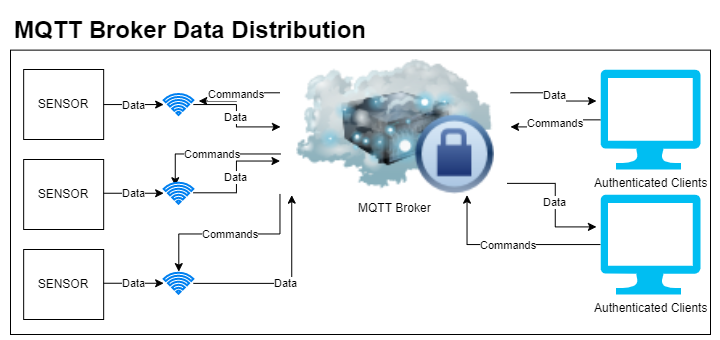 MQTT Broker Data Distribution
SENSOR
Data
Commands
Data
SENSOR
Data
Commands
Data
SENSOR
Data
Commands
Data
MQTT Broker
Data
Commands
Authenticated Clients
Data
Commands
Authenticated Clients